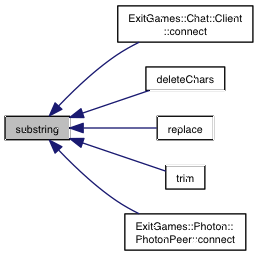 ExitGames::Chat::Client
::connect
deleteChars
substring
replace
trim
ExitGames::Photon::
PhotonPeer::connect